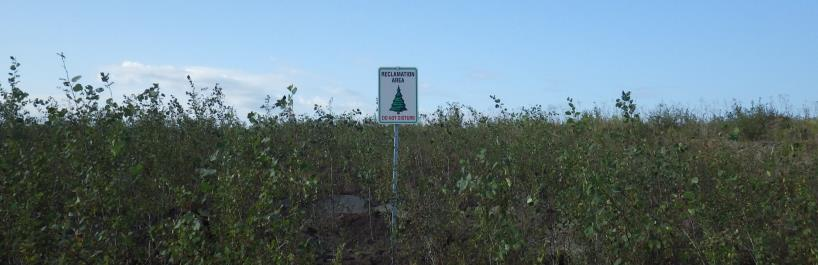 RECLAMATION
AREA
DO NOT DISTURB